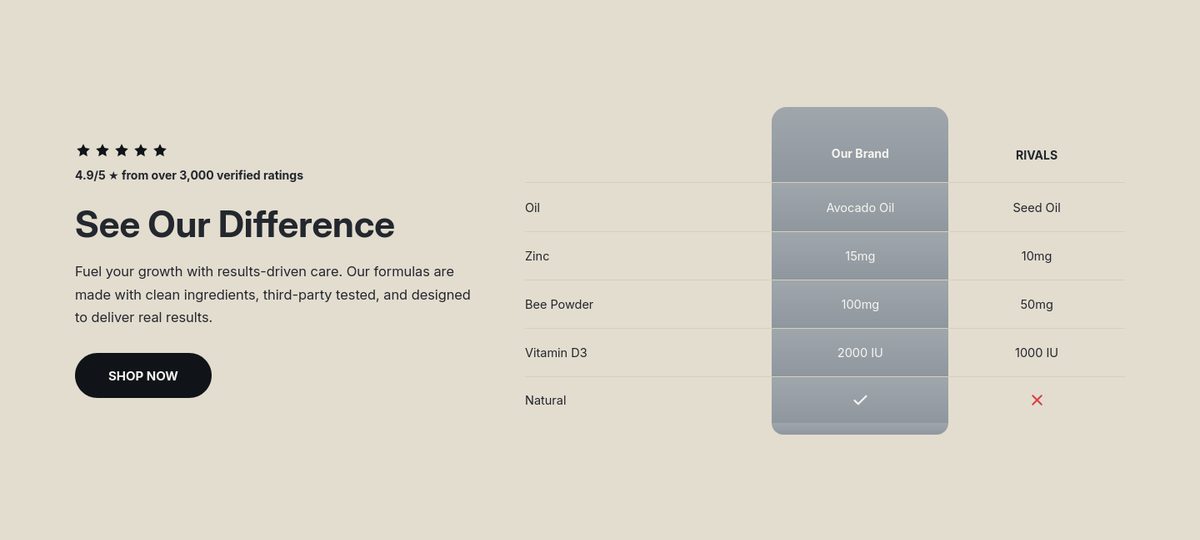 4.9/5 ★ from over 3,000 verified ratings
See Our Difference
Fuel your growth with results-driven care. Our formulas are
made with clean ingredients, third-party tested, and designed
to deliver real results.
SHOP NOW
Our Brand RIVALS
Oil Avocado Oil Seed Oil
Zinc 15mg 10mg
Bee Powder 100mg 50mg
Vitamin D3 2000 IU 1000 IU
Natural